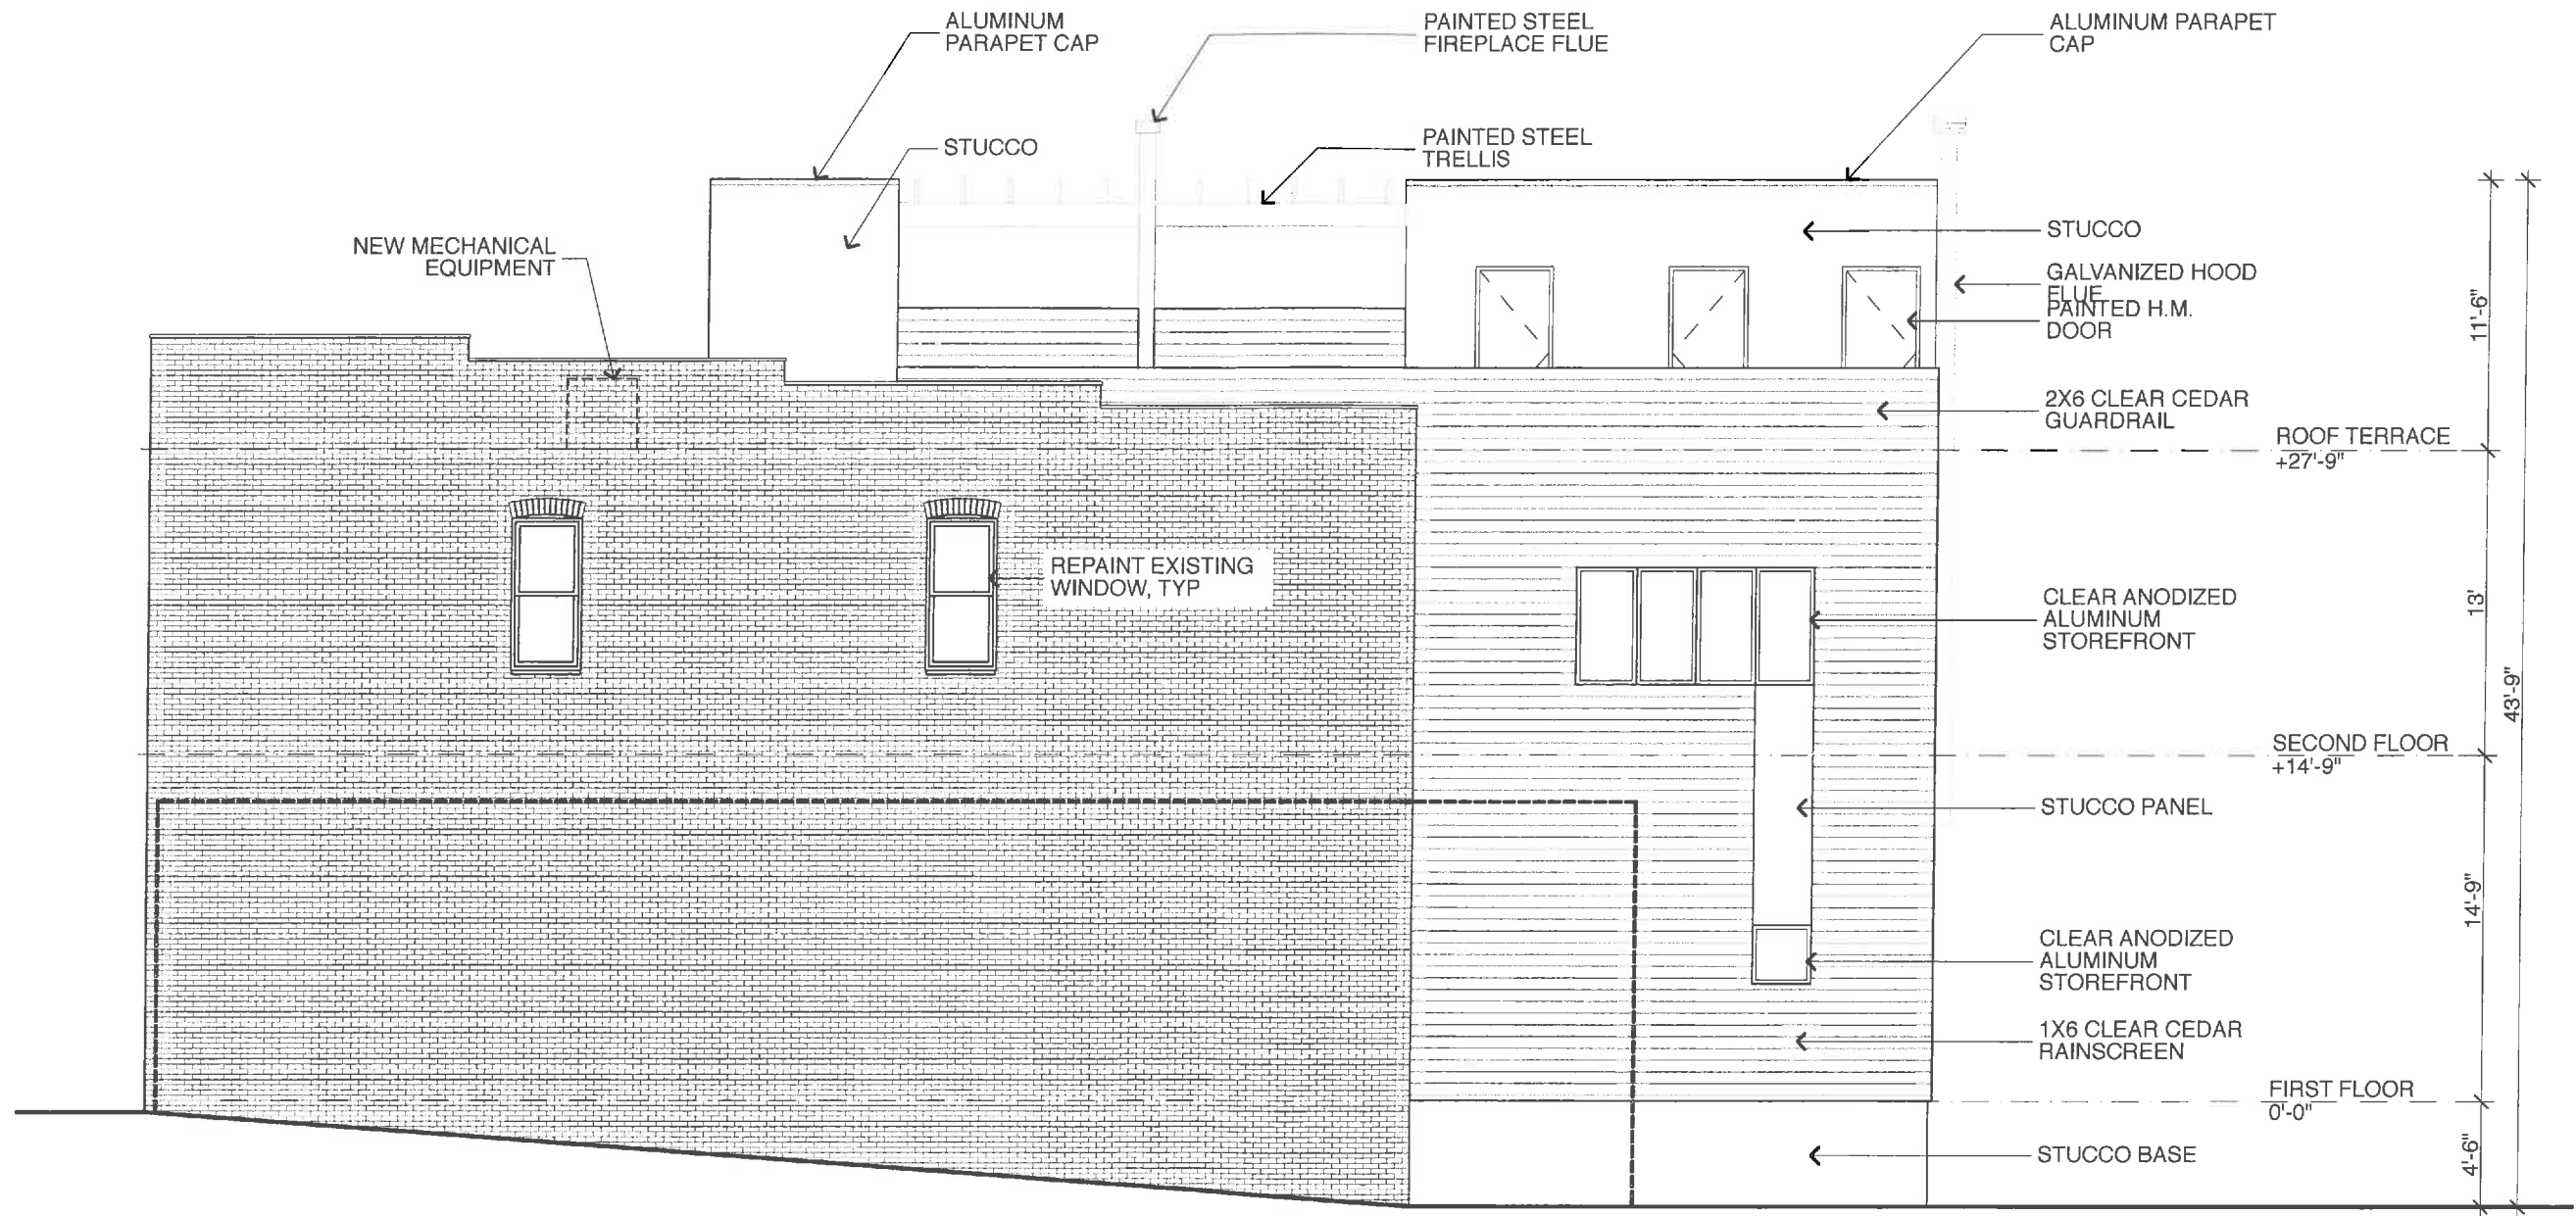 ALUMINUM
PARAPET CAP
PAINTED STEEL
FIREPLACE FLUE
ALUMINUM PARAPET
CAP
STUCCO
PAINTED STEEL
TRELLIS
NEW MECHANICAL
EQUIPMENT
STUCCO
GALVANIZED HOOD
FLUE
PAINTED H.M.
DOOR
11'-6"
2X6 CLEAR CEDAR
GUARDRAIL
ROOF TERRACE
+27'-9"
REPAINT EXISTING
WINDOW, TYP
CLEAR ANODIZED
ALUMINUM
STOREFRONT
13'
43'-9"
SECOND FLOOR
+14'-9"
STUCCO PANEL
14'-9"
CLEAR ANODIZED
ALUMINUM
STOREFRONT
1X6 CLEAR CEDAR
RAINSCREEN
FIRST FLOOR
0'-0"
STUCCO BASE
4'-6"